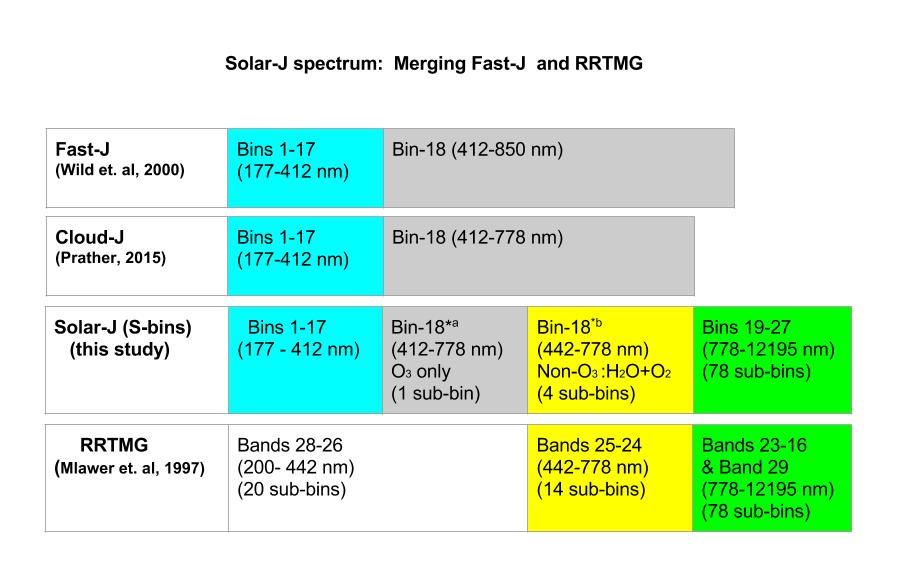 Solar-J spectrum:  Merging Fast-J  and RRTMG
Fast-J
(Wild et. al, 2000)
Bins 1-17
(177-412 nm)
Bin-18 (412-850 nm)
Cloud-J
(Prather, 2015)
Bins 1-17
(177-412 nm)
Bin-18 (412-778 nm)
Solar-J (S-bins)
(this study)
Bins 1-17
(177 - 412 nm)
Bin-18*ᵃ
(412-778 nm)
O₃ only
(1 sub-bin)
Bin-18*ᵇ
(442-778 nm)
Non-O₃ :H₂O+O₂
(4 sub-bins)
Bins 19-27
(778-12195 nm)
(78 sub-bins)
RRTMG
(Mlawer et. al, 1997)
Bands 28-26
(200- 442 nm)
(20 sub-bins)
Bands 25-24
(442-778 nm)
(14 sub-bins)
Bands 23-16
& Band 29
(778-12195 nm)
(78 sub-bins)